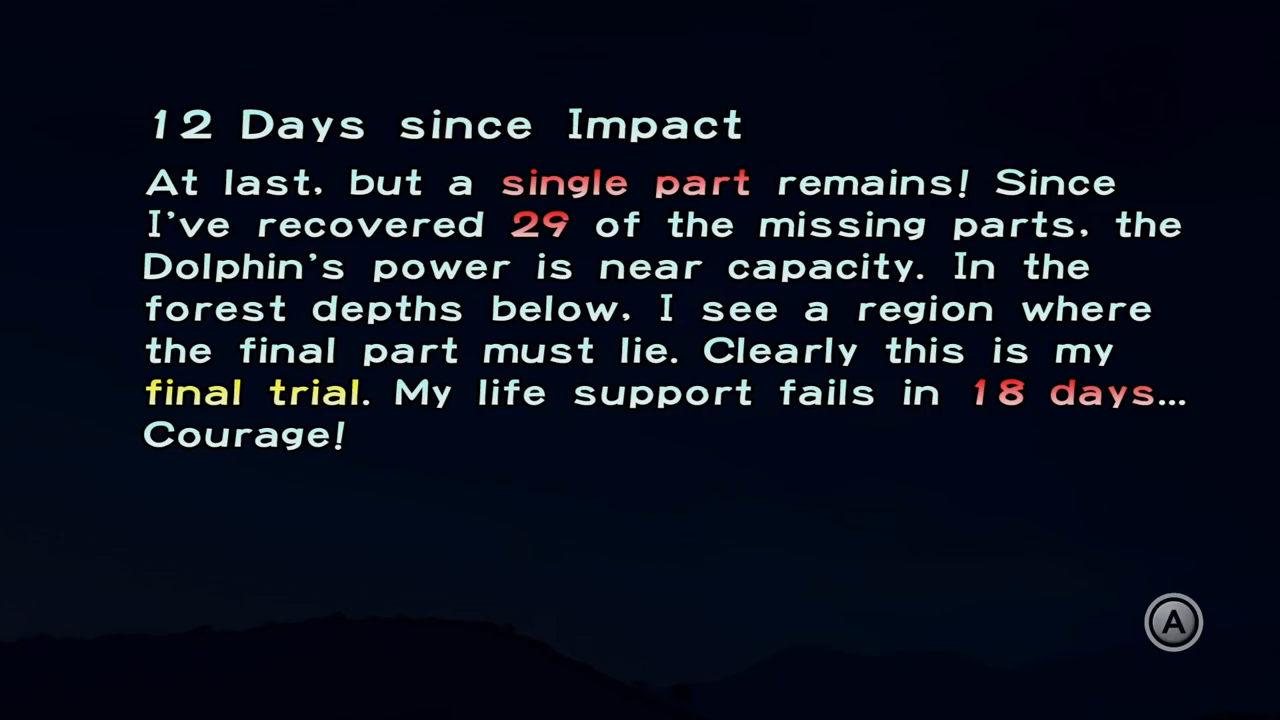 12 Days since Impact
At last, but a single part remains! Since
I've recovered 29 of the missing parts, the
Dolphin's power is near capacity. In the
forest depths below, I see a region where
the final part must lie. Clearly this is my
final trial. My life support fails in 18 days...
Courage!
A